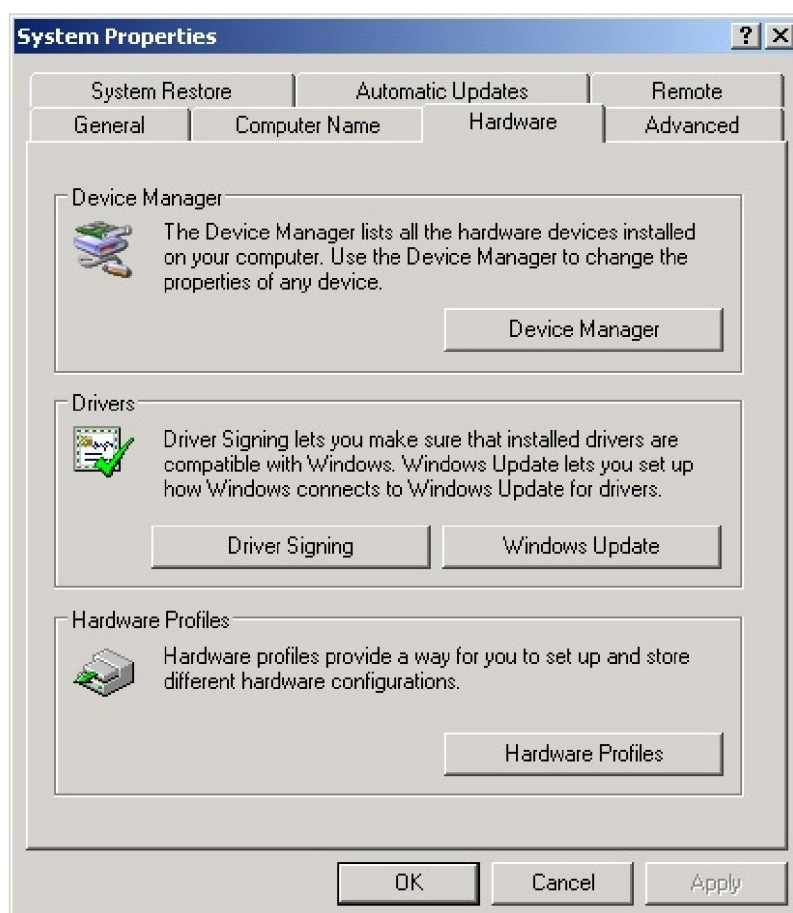 System Properties
System Restore
Automatic Updates
Remote
General
Computer Name
Hardware
Advanced
Device Manager
The Device Manager lists all the hardware devices installed
on your computer. Use the Device Manager to change the
properties of any device.
Device Manager
Drivers
Driver Signing lets you make sure that installed drivers are
compatible with Windows. Windows Update lets you set up
how Windows connects to Windows Update for drivers.
Driver Signing
Windows Update
Hardware Profiles
Hardware profiles provide a way for you to set up and store
different hardware configurations.
Hardware Profiles
OK
Cancel
Apply